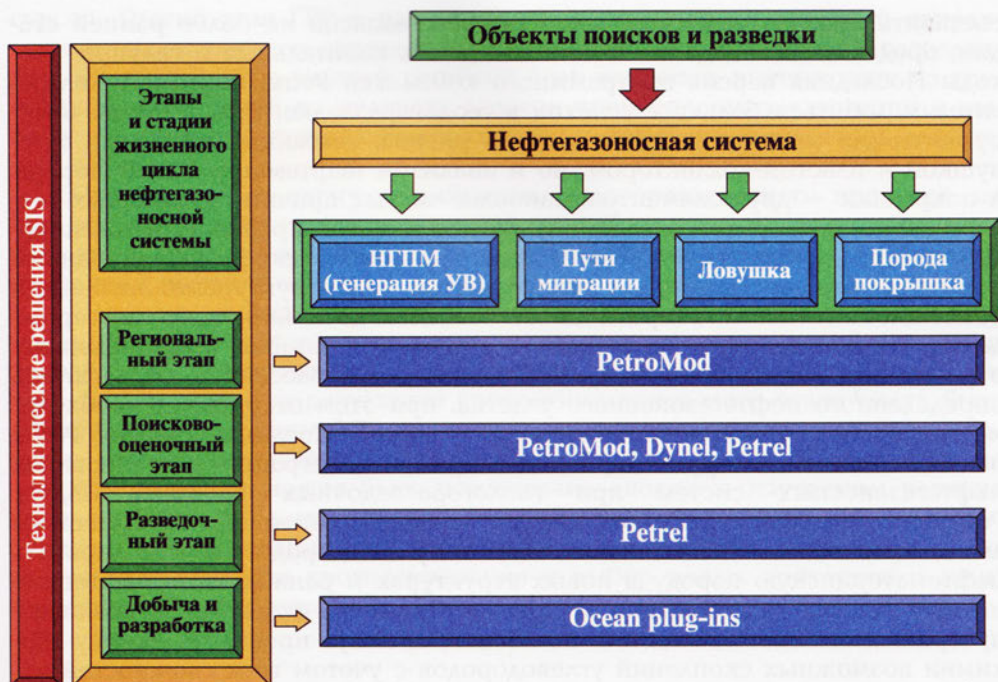 Технологические решения SIS
Этапы
и стадии
жизненного
цикла
нефтегазо-
носной
системы
Объекты поисков и разведки
Нефтегазоносная система
НГПМ
(генерация УВ)
Пути
миграции
Ловушка
Порода
покрышка
Региональ-
ный этап
PetroMod
Поисково-
оценочный
этап
PetroMod, Dynel, Petrel
Разведоч-
ный этап
Petrel
Добыча и
разработка
Ocean plug-ins